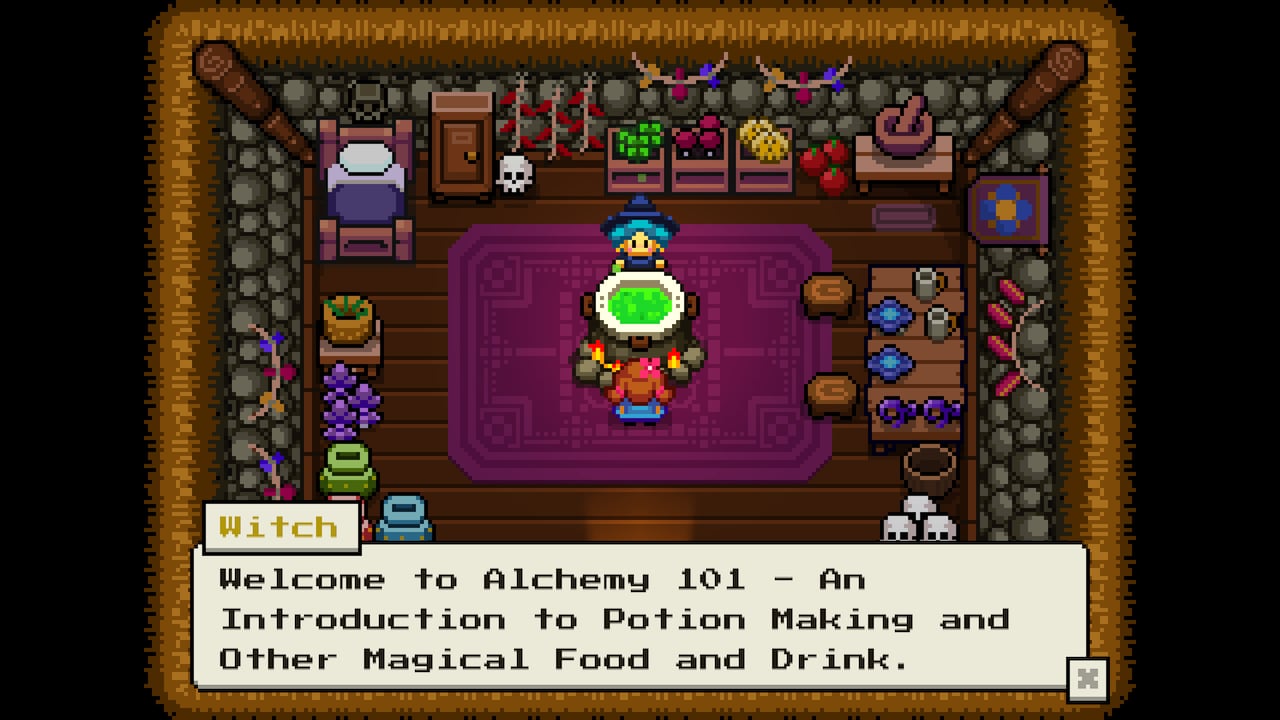 Witch
Welcome to Alchemy 101 - An
Introduction to Potion Making and
Other Magical Food and Drink.